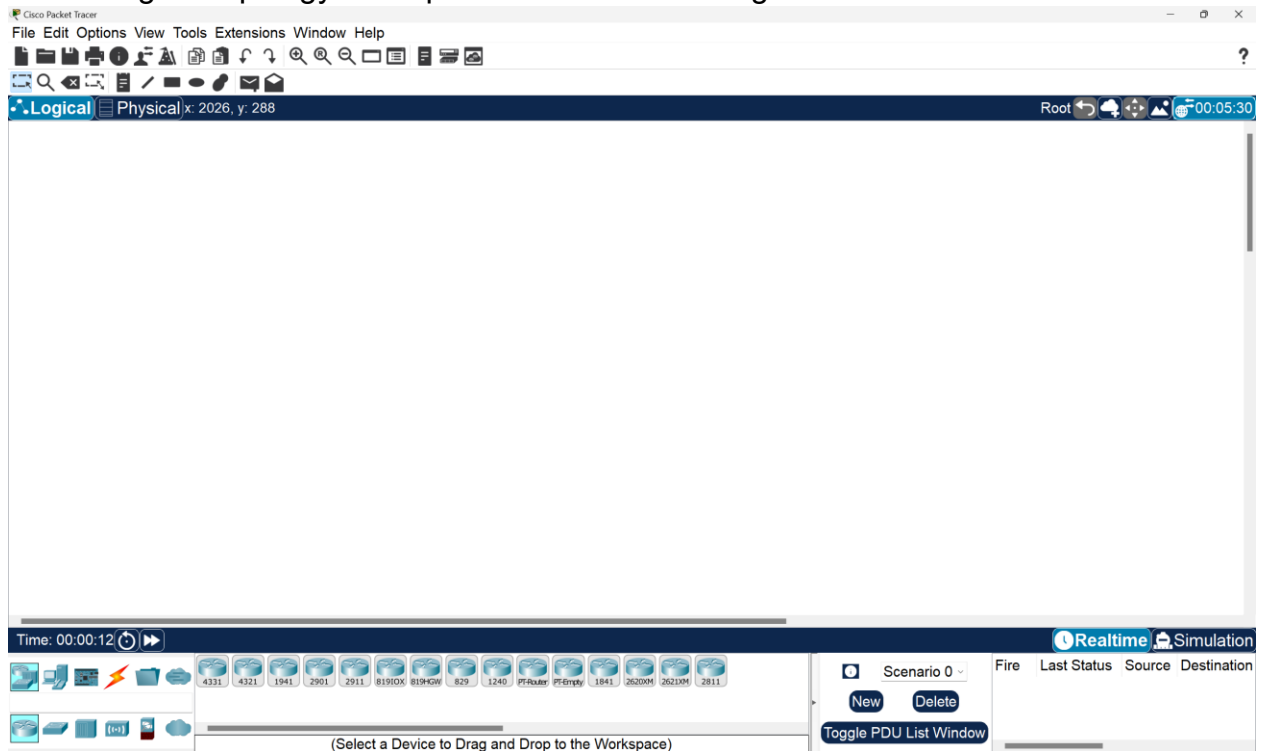 Cisco Packet Tracer
File Edit Options View Tools Extensions Window Help
?
Logical Physical x: 2026, y: 288 Root 00:05:30
Time: 00:00:12 Realtime Simulation
4331 4321 1941 2901 2911 819IOX 819HGW 829 1240 PT-Router PT-Empty 1841 2620XM 2621XM 2811
Scenario 0 Fire Last Status Source Destination
New Delete
Toggle PDU List Window
(Select a Device to Drag and Drop to the Workspace)